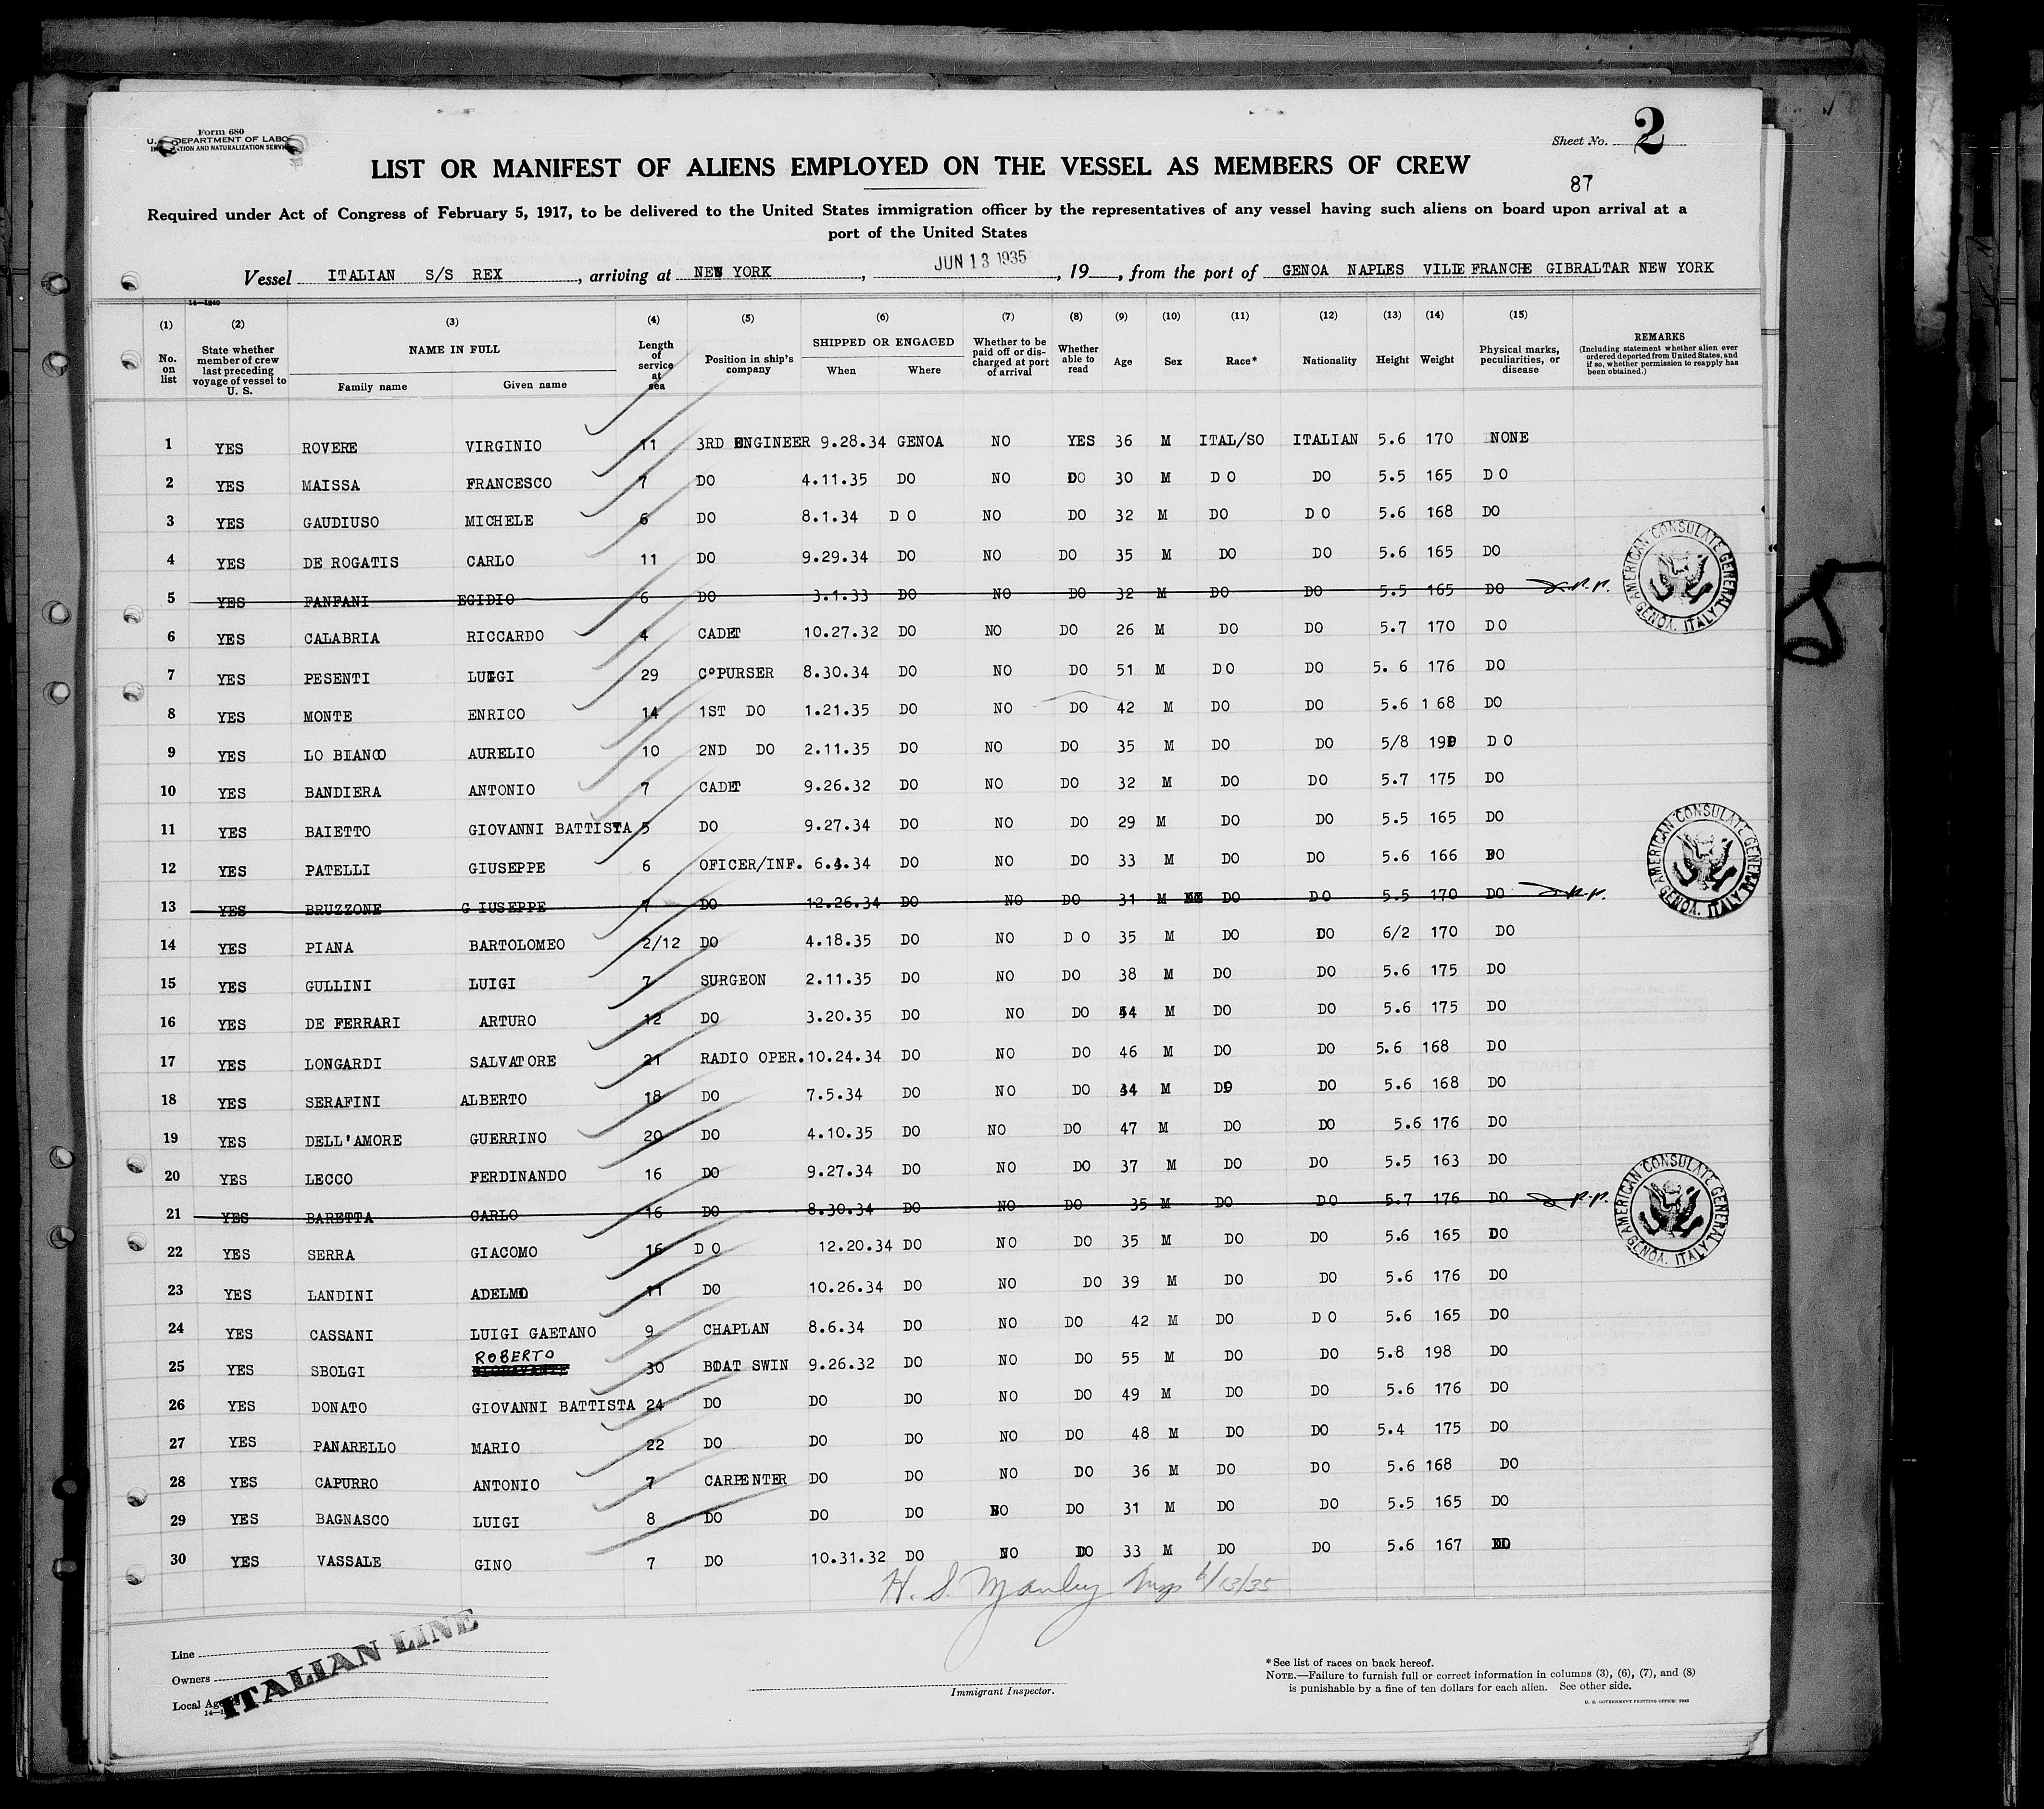 Form 680
U. S. DEPARTMENT OF LABOR
IMMIGRATION AND NATURALIZATION SERVICE
Sheet No. 2
LIST OR MANIFEST OF ALIENS EMPLOYED ON THE VESSEL AS MEMBERS OF CREW
87
Required under Act of Congress of February 5, 1917, to be delivered to the United States immigration officer by the representatives of any vessel having such aliens on board upon arrival at a
port of the United States
Vessel ITALIAN S/S REX, arriving at NEW YORK, JUN 13 1935, 19, from the port of GENOA NAPLES VILLEFRANCHE GIBRALTAR NEW YORK
14—1240
(1) (2) (3) (4) (5) (6) (7) (8) (9) (10) (11) (12) (13) (14) (15)
No. on list
State whether member of crew last preceding voyage of vessel to U. S.
NAME IN FULL
Family name Given name
Length of service at sea
Position in ship's company
SHIPPED OR ENGAGED
When Where
Whether to be paid off or discharged at port of arrival
Whether able to read
Age
Sex
Race*
Nationality
Height
Weight
Physical marks, peculiarities, or disease
REMARKS
(Including statement whether alien ever ordered deported from United States, and if so, whether permission to reapply has been obtained.)
1 YES ROVERE VIRGINIO 11 3RD ENGINEER 9.28.34 GENOA NO YES 36 M ITAL/SO ITALIAN 5.6 170 NONE
2 YES MAISSA FRANCESCO 7 DO 4.11.35 DO NO DO 30 M DO DO 5.5 165 DO
3 YES GAUDIUSO MICHELE 6 DO 8.1.34 DO NO DO 32 M DO DO 5.6 168 DO
4 YES DE ROGATIS CARLO 11 DO 9.29.34 DO NO DO 35 M DO DO 5.6 165 DO
5 YES FANFANI EGIDIO 6 DO 3.1.33 DO NO DO 32 M DO DO 5.5 165 DO
6 YES CALABRIA RICCARDO 4 CADET 10.27.32 DO NO DO 26 M DO DO 5.7 170 DO
7 YES PESENTI LUIGI 29 C° PURSER 8.30.34 DO NO DO 51 M DO DO 5.6 176 DO
8 YES MONTE ENRICO 14 1ST DO 1.21.35 DO NO DO 42 M DO DO 5.6 168 DO
9 YES LO BIANCO AURELIO 10 2ND DO 2.11.35 DO NO DO 35 M DO DO 5/8 DO
10 YES BANDIERA ANTONIO 7 CADET 9.26.32 DO NO DO 32 M DO DO 5.7 175 DO
11 YES BAIETTO GIOVANNI BATTISTA 5 DO 9.27.34 DO NO DO 29 M DO DO 5.5 165 DO
12 YES PATELLI GIUSEPPE 6 OFICER/INF. 6.4.34 DO NO DO 33 M DO DO 5.6 166 DO
13 YES BRUZZONE GIUSEPPE 7 DO 12.26.34 DO NO DO 31 M DO DO 5.5 170 DO
14 YES PIANA BARTOLOMEO 2/12 DO 4.18.35 DO NO DO 35 M DO DO 6/2 170 DO
15 YES GULLINI LUIGI 7 SURGEON 2.11.35 DO NO DO 38 M DO DO 5.6 175 DO
16 YES DE FERRARI ARTURO 12 DO 3.20.35 DO NO DO M DO DO 5.6 175 DO
17 YES LONGARDI SALVATORE 21 RADIO OPER. 10.24.34 DO NO DO 46 M DO DO 5.6 168 DO
18 YES SERAFINI ALBERTO 18 DO 7.5.34 DO NO DO M DO DO 5.6 168 DO
19 YES DELL'AMORE GUERRINO 20 DO 4.10.35 DO NO DO 47 M DO DO 5.6 176 DO
20 YES LECCO FERDINANDO 16 DO 9.27.34 DO NO DO 37 M DO DO 5.5 163 DO
21 YES BARETTA CARLO 16 DO 8.30.34 DO NO DO 35 M DO DO 5.7 176 DO
22 YES SERRA GIACOMO 16 DO 12.20.34 DO NO DO 35 M DO DO 5.6 165 DO
23 YES LANDINI ADELMO 11 DO 10.26.34 DO NO DO 39 M DO DO 5.6 176 DO
24 YES CASSANI LUIGI GAETANO 9 CHAPLAN 8.6.34 DO NO DO 42 M DO DO 5.6 165 DO
25 YES SBOLGI ROBERTO 30 BOAT SWIN 9.26.32 DO NO DO 55 M DO DO 5.8 198 DO
26 YES DONATO GIOVANNI BATTISTA 24 DO DO DO NO DO 49 M DO DO 5.6 176 DO
27 YES PANARELLO MARIO 22 DO DO DO NO DO 48 M DO DO 5.4 175 DO
28 YES CAPURRO ANTONIO 7 CARPENTER DO DO NO DO 36 M DO DO 5.6 168 DO
29 YES BAGNASCO LUIGI 8 DO DO DO NO DO 31 M DO DO 5.5 165 DO
30 YES VASSALE GINO 7 DO 10.31.32 DO NO DO 33 M DO DO 5.6 167 DO
AMERICAN CONSULATE GENERAL GENOA, ITALY
AMERICAN CONSULATE GENERAL GENOA, ITALY
AMERICAN CONSULATE GENERAL GENOA, ITALY
H. S. Manley Insp 6/13/35
Line
Owners
Local Agents
ITALIAN LINE
Immigrant Inspector.
*See list of races on back hereof.
NOTE.—Failure to furnish full or correct information in columns (3), (6), (7), and (8)
is punishable by a fine of ten dollars for each alien. See other side.